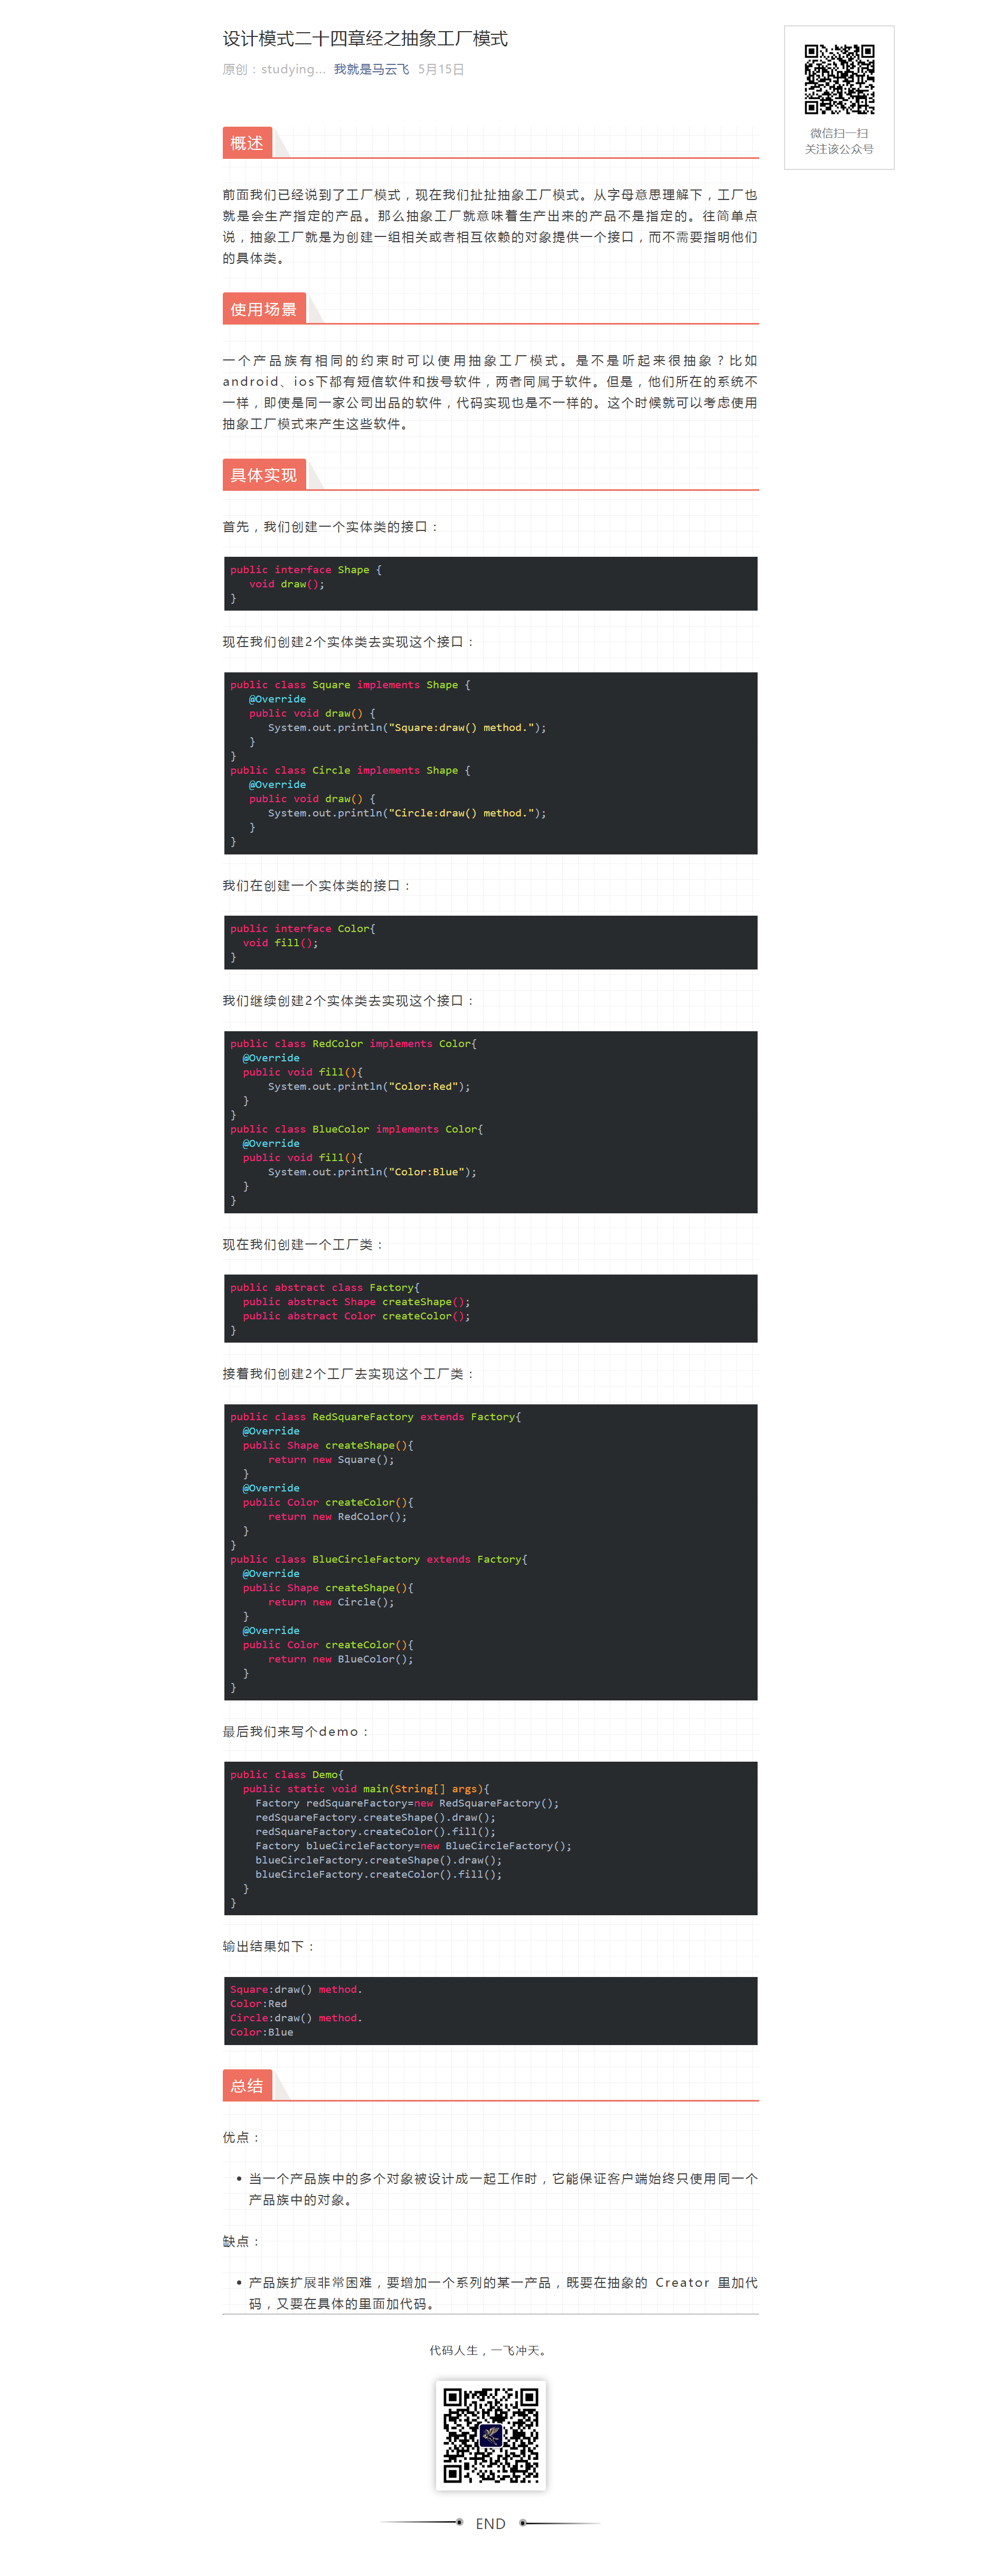 设计模式二十四章经之抽象工厂模式
原创：studying... 我就是马云飞 5月15日
微信扫一扫
关注该公众号
概述
前面我们已经说到了工厂模式，现在我们扯扯抽象工厂模式。从字母意思理解下，工厂也
就是会生产指定的产品。那么抽象工厂就意味着生产出来的产品不是指定的。往简单点
说，抽象工厂就是为创建一组相关或者相互依赖的对象提供一个接口，而不需要指明他们
的具体类。
使用场景
一个产品族有相同的约束时可以使用抽象工厂模式。是不是听起来很抽象？比如
android、ios下都有短信软件和拨号软件，两者同属于软件。但是，他们所在的系统不
一样，即便是同一家公司出品的软件，代码实现也是不一样的。这个时候就可以考虑使用
抽象工厂模式来产生这些软件。
具体实现
首先，我们创建一个实体类的接口：
public interface Shape {
   void draw();
}
现在我们创建2个实体类去实现这个接口：
public class Square implements Shape {
   @Override
   public void draw() {
      System.out.println("Square:draw() method.");
   }
}
public class Circle implements Shape {
   @Override
   public void draw() {
      System.out.println("Circle:draw() method.");
   }
}
我们在创建一个实体类的接口：
public interface Color{
  void fill();
}
我们继续创建2个实体类去实现这个接口：
public class RedColor implements Color{
  @Override
  public void fill(){
      System.out.println("Color:Red");
  }
}
public class BlueColor implements Color{
  @Override
  public void fill(){
      System.out.println("Color:Blue");
  }
}
现在我们创建一个工厂类：
public abstract class Factory{
  public abstract Shape createShape();
  public abstract Color createColor();
}
接着我们创建2个工厂去实现这个工厂类：
public class RedSquareFactory extends Factory{
  @Override
  public Shape createShape(){
      return new Square();
  }
  @Override
  public Color createColor(){
      return new RedColor();
  }
}
public class BlueCircleFactory extends Factory{
  @Override
  public Shape createShape(){
      return new Circle();
  }
  @Override
  public Color createColor(){
      return new BlueColor();
  }
}
最后我们来写个demo：
public class Demo{
  public static void main(String[] args){
    Factory redSquareFactory=new RedSquareFactory();
    redSquareFactory.createShape().draw();
    redSquareFactory.createColor().fill();
    Factory blueCircleFactory=new BlueCircleFactory();
    blueCircleFactory.createShape().draw();
    blueCircleFactory.createColor().fill();
  }
}
输出结果如下：
Square:draw() method.
Color:Red
Circle:draw() method.
Color:Blue
总结
优点：
• 当一个产品族中的多个对象被设计成一起工作时，它能保证客户端始终只使用同一个
产品族中的对象。
缺点：
• 产品族扩展非常困难，要增加一个系列的某一产品，既要在抽象的 Creator 里加代
码，又要在具体的里面加代码。
代码人生，一飞冲天。
END